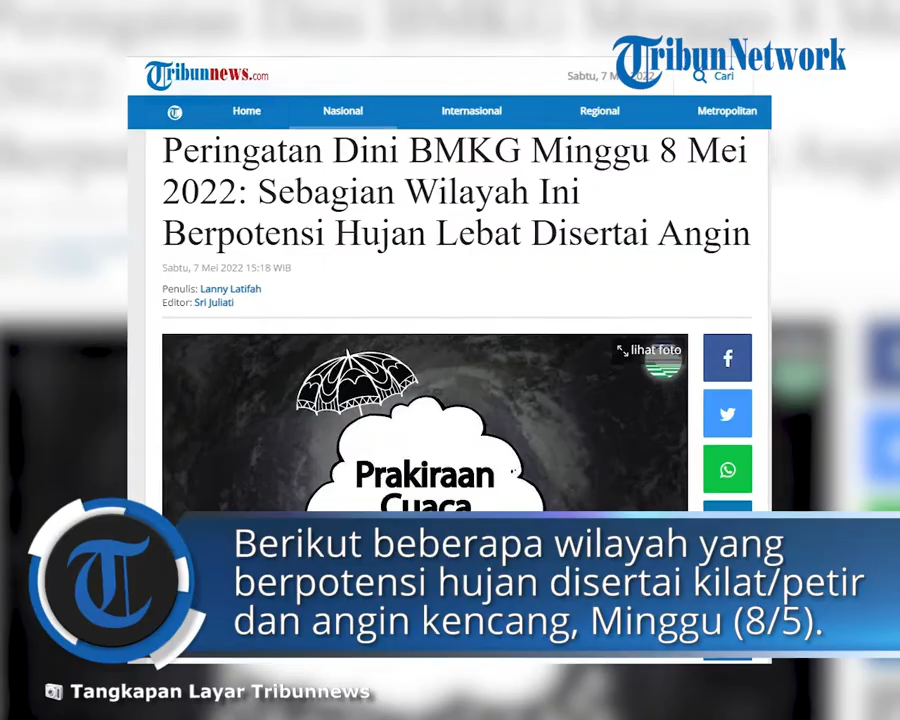 TribunNetwork
Tribunnews.com
Sabtu, 7 M 2022
Cari
Home Nasional Internasional Regional Metropolitan
Peringatan Dini BMKG Minggu 8 Mei
2022: Sebagian Wilayah Ini
Berpotensi Hujan Lebat Disertai Angin
Sabtu, 7 Mei 2022 15:18 WIB
Penulis: Lanny Latifah
Editor: Sri Juliati
lihat foto
Prakiraan
Cuaca
Berikut beberapa wilayah yang
berpotensi hujan disertai kilat/petir
dan angin kencang, Minggu (8/5).
Tangkapan Layar Tribunnews